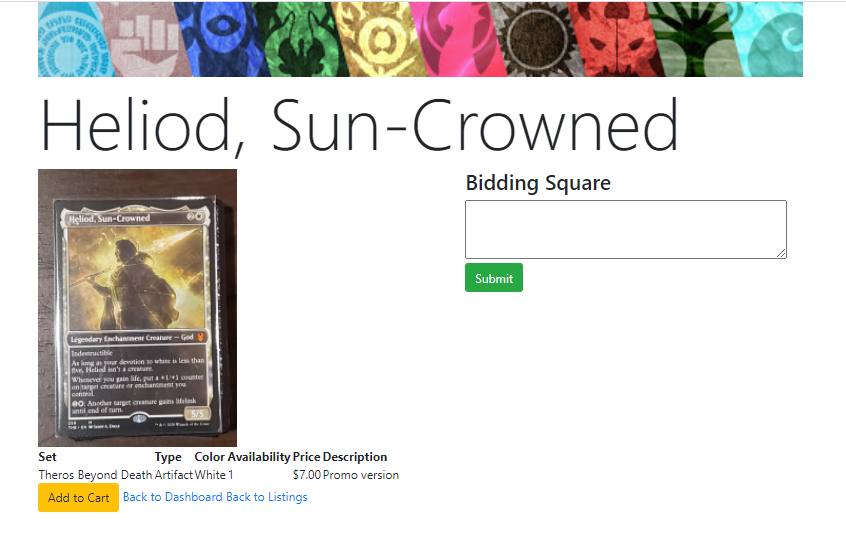 Heliod, Sun-Crowned
Heliod, Sun-Crowned
Legendary Enchantment Creature — God
Indestructible
As long as your devotion to white is less than
five, Heliod isn't a creature.
Whenever you gain life, put a +1/+1 counter
on target creature or enchantment you
control.
: Another target creature gains lifelink
until end of turn.
5/5
Bidding Square
Submit
Set Type Color Availability Price Description
Theros Beyond Death Artifact White 1 $7.00 Promo version
Add to Cart Back to Dashboard Back to Listings